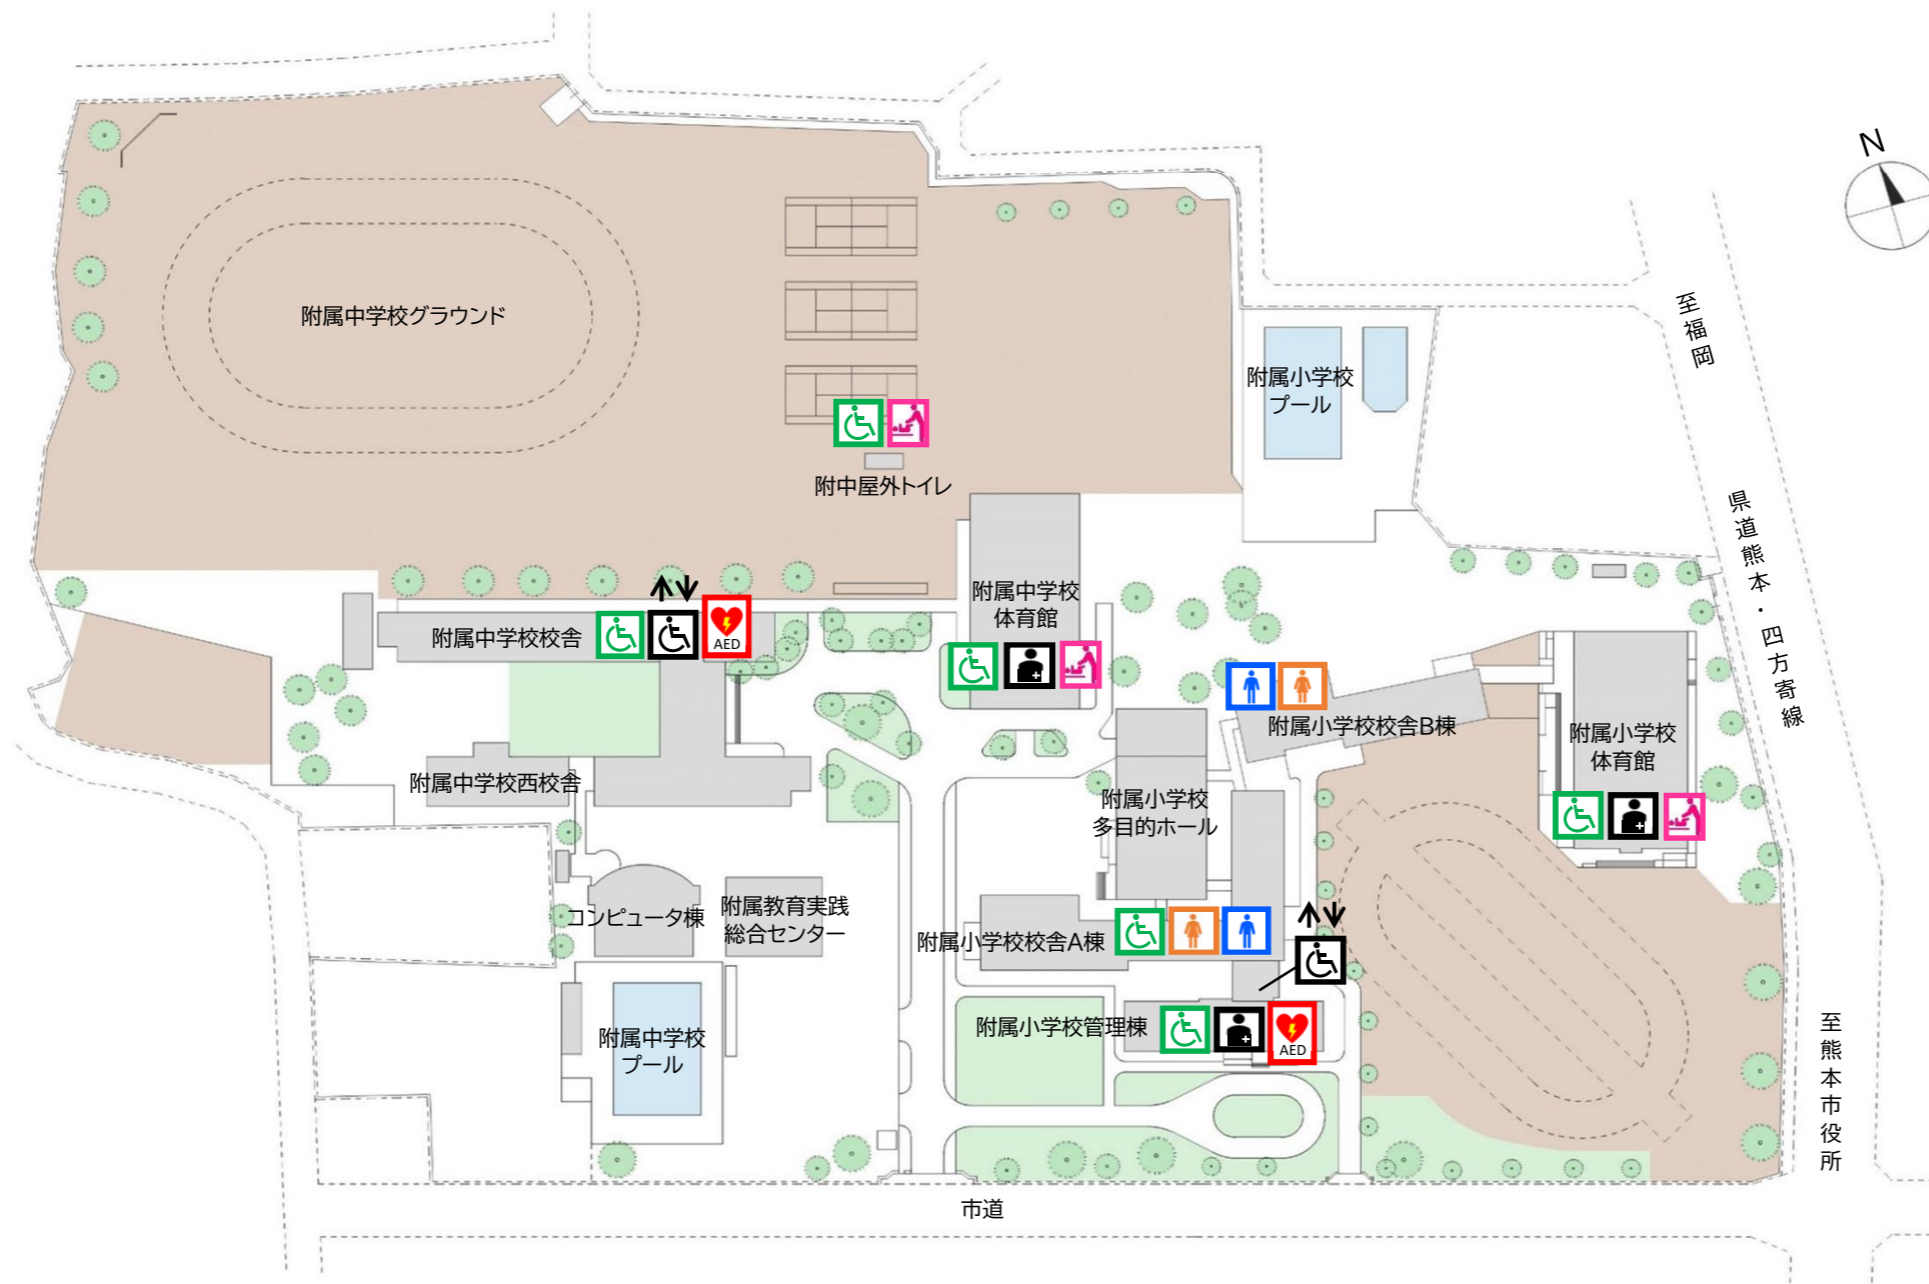 N
附属中学校グラウンド
至福岡
附属小学校
プール
附中屋外トイレ
県道熊本・四方寄線
附属中学校
体育館
附属中学校校舎
AED
附属小学校校舎B棟
附属小学校
体育館
附属中学校西校舎
附属小学校
多目的ホール
コンピュータ棟
附属教育実践
総合センター
附属小学校校舎A棟
附属小学校管理棟
AED
附属中学校
プール
至熊本市役所
市道